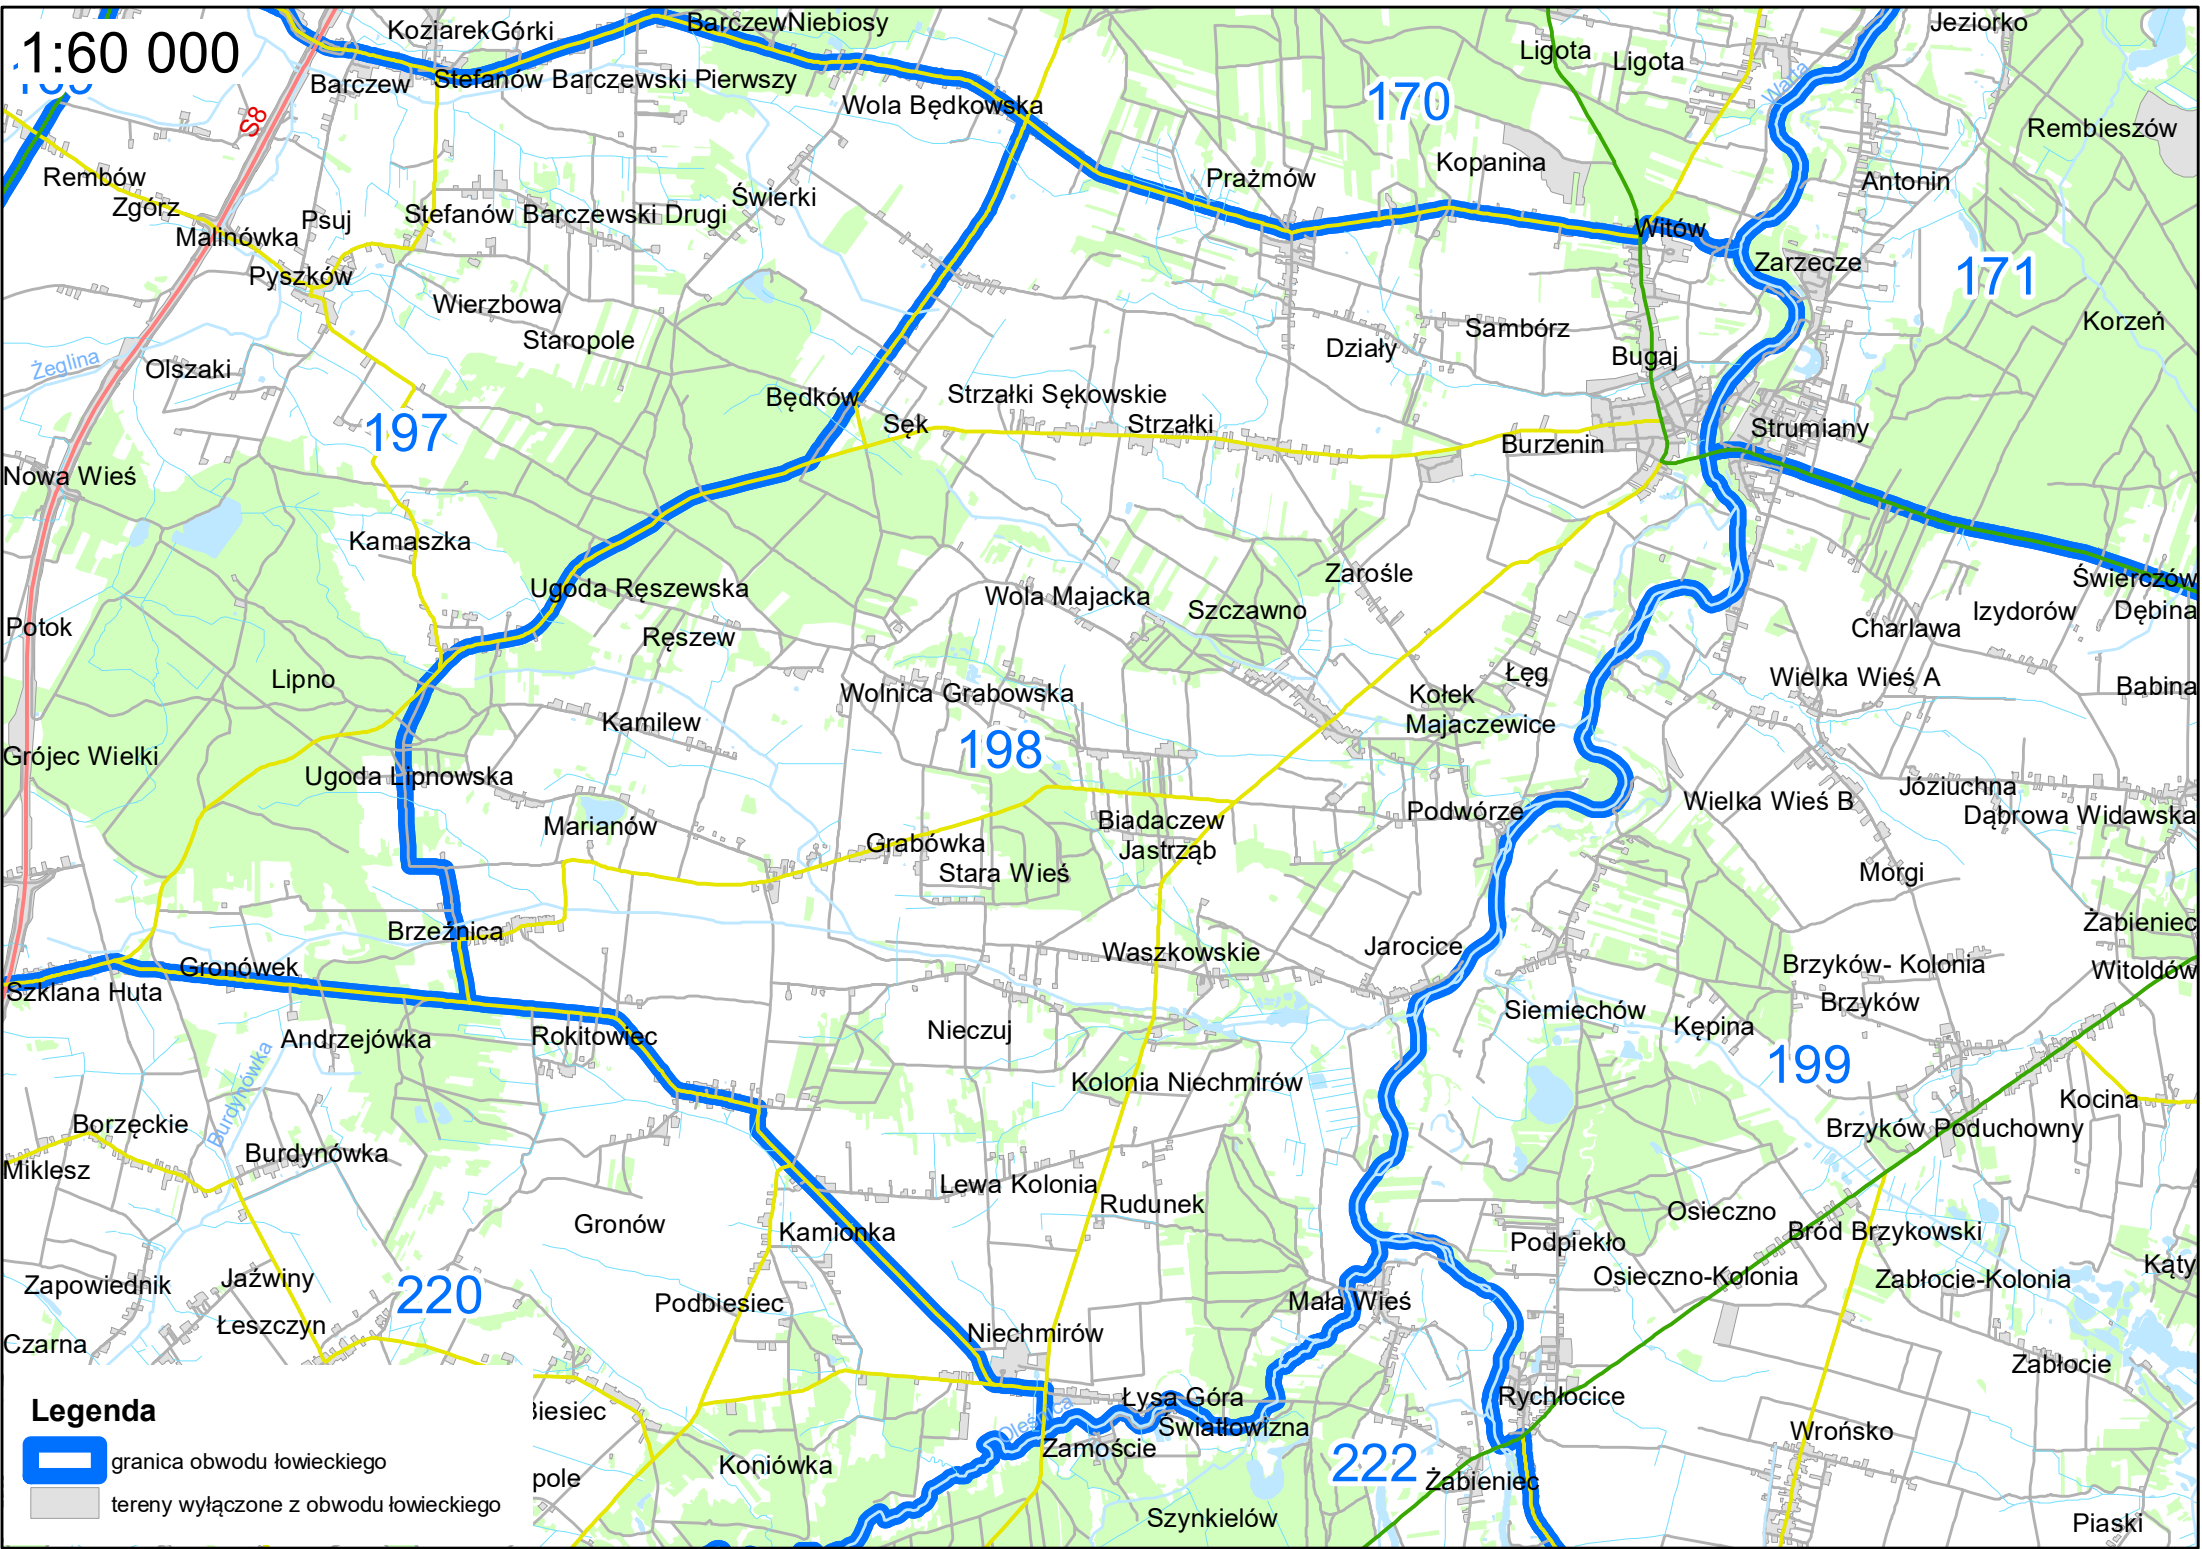 1:60 000
Koziarek
Górki
Barczew
Niebiosy
Jeziorko
Ligota
Ligota
Barczew
Stefanów Barczewski Pierwszy
Wola Będkowska
170
Warta
S8
Kopanina
Rembieszów
Rembów
Zgórz
Psuj
Malinówka
Stefanów Barczewski Drugi
Świerki
Prażmów
Antonin
Witów
Zarzecze
171
Pyszków
Wierzbowa
Staropole
Sambórz
Działy
Bugaj
Korzeń
Żeglina
Olszaki
Będków
Strzałki Sękowskie
Sęk
Strzałki
197
Burzenin
Strumiany
Nowa Wieś
Kamaszka
Ugoda Ręszewska
Wola Majacka
Szczawno
Zarośle
Świerczów
Izydorów
Dębina
Potok
Ręszew
Charlawa
Lipno
Wolnica Grabowska
Łęg
Kołek
Majaczewice
Wielka Wieś A
Babina
Kamilew
198
Grójec Wielki
Ugoda Lipnowska
Wielka Wieś B
Józiuchna
Dąbrowa Widawska
Marianów
Biadaczew
Podwórze
Grabówka
Jastrząb
Stara Wieś
Morgi
Brzeźnica
Żabieniec
Waszkowskie
Jarocice
Gronówek
Brzyków- Kolonia
Witoldów
Szklana Huta
Brzyków
Andrzejówka
Rokitowiec
Nieczuj
Siemiechów
Kępina
199
Kolonia Niechmirów
Burdynówka
Borzęckie
Kocina
Burdynówka
Brzyków Poduchowny
Miklesz
Lewa Kolonia
Rudunek
Gronów
Kamionka
Osieczno
Bród Brzykowski
Podpiekło
Kąty
Zapowiednik
Jaźwiny
220
Osieczno-Kolonia
Zabłocie-Kolonia
Podbiesiec
Mała Wieś
Łeszczyn
Niechmirów
Czarna
Zabłocie
Legenda
Łysa Góra
Rychłocice
Oleśnica
Światłowizna
Wrońsko
Zamoście
222
granica obwodu łowieckiego
Koniówka
pole
Żabieniec
tereny wyłączone z obwodu łowieckiego
Szynkielów
Piaski